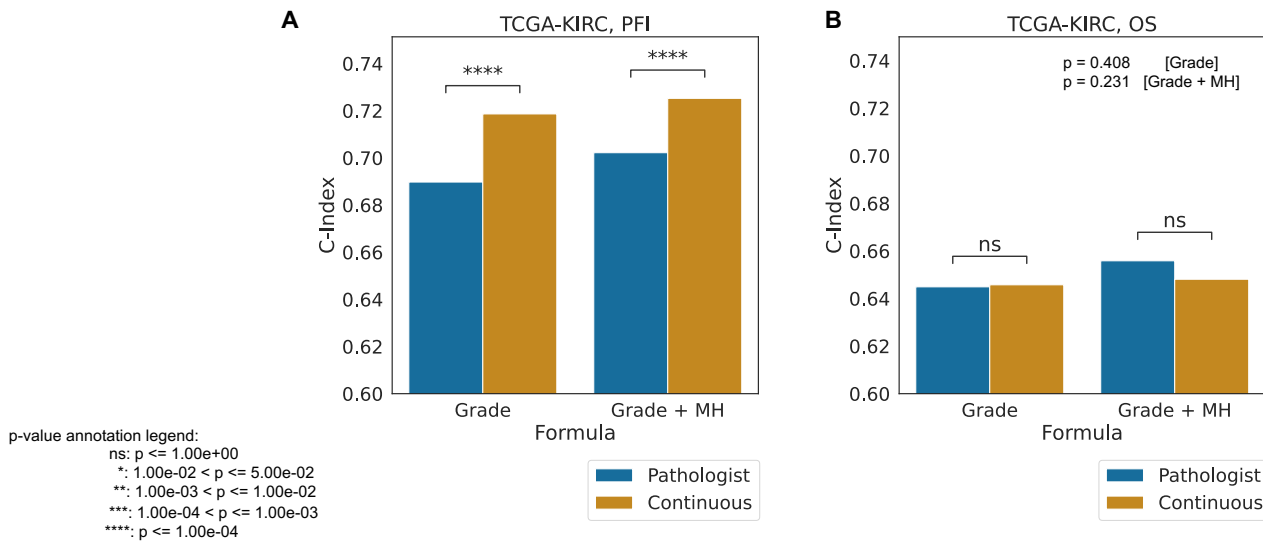 A
TCGA-KIRC, PFI
0.74
0.72
0.70
0.68
0.66
0.64
0.62
0.60
C-Index
****
****
Grade
Grade + MH
Formula
Pathologist
Continuous
B
TCGA-KIRC, OS
p = 0.408 [Grade]
p = 0.231 [Grade + MH]
0.74
0.72
0.70
0.68
0.66
0.64
0.62
0.60
C-Index
ns
ns
Grade
Grade + MH
Formula
Pathologist
Continuous
p-value annotation legend:
ns: p <= 1.00e+00
*: 1.00e-02 < p <= 5.00e-02
**: 1.00e-03 < p <= 1.00e-02
***: 1.00e-04 < p <= 1.00e-03
****: p <= 1.00e-04